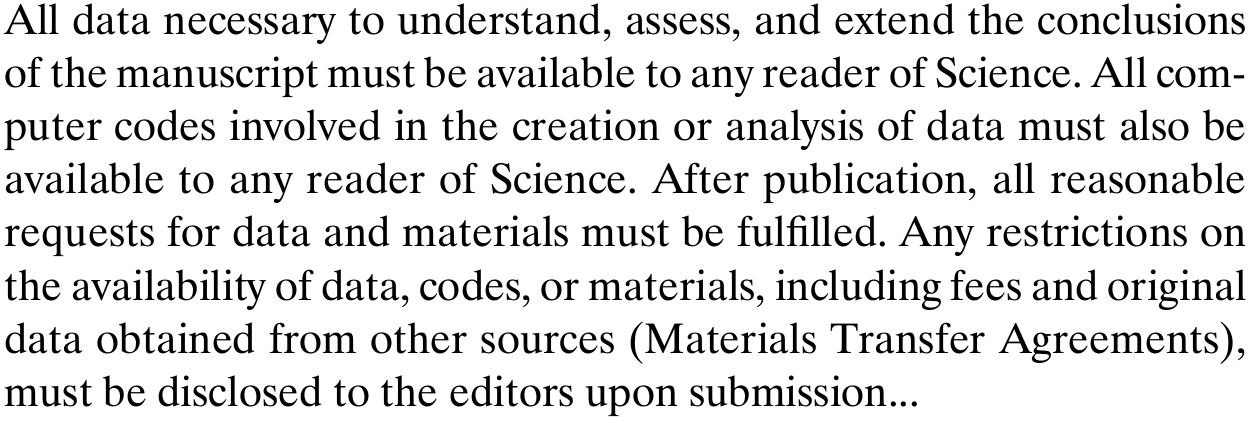 All data necessary to understand, assess, and extend the conclusions
of the manuscript must be available to any reader of Science. All com-
puter codes involved in the creation or analysis of data must also be
available to any reader of Science. After publication, all reasonable
requests for data and materials must be fulfilled. Any restrictions on
the availability of data, codes, or materials, including fees and original
data obtained from other sources (Materials Transfer Agreements),
must be disclosed to the editors upon submission...